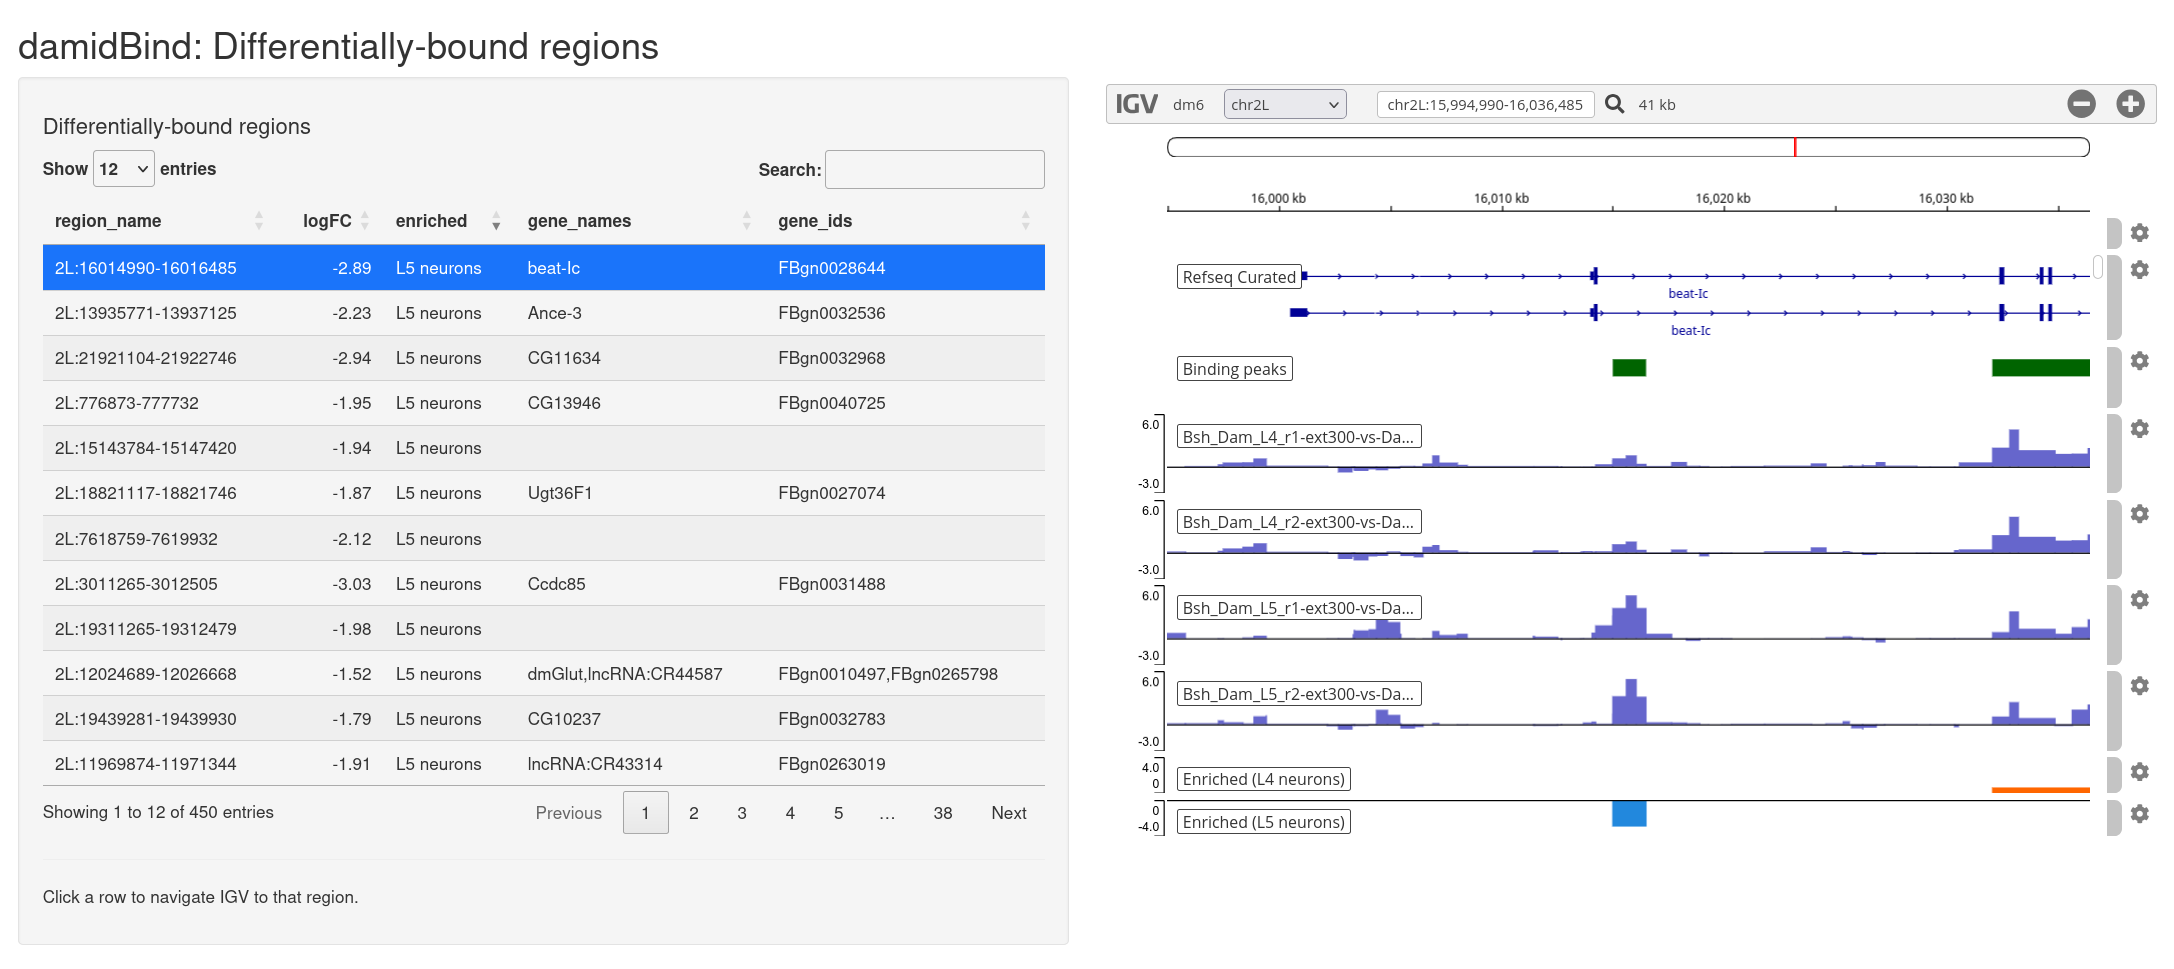 damidBind: Differentially-bound regions
Differentially-bound regions
Show 12 entries
Search:
region_name logFC enriched gene_names gene_ids
2L:16014990-16016485 -2.89 L5 neurons beat-Ic FBgn0028644
2L:13935771-13937125 -2.23 L5 neurons Ance-3 FBgn0032536
2L:21921104-21922746 -2.94 L5 neurons CG11634 FBgn0032968
2L:776873-777732 -1.95 L5 neurons CG13946 FBgn0040725
2L:15143784-15147420 -1.94 L5 neurons
2L:18821117-18821746 -1.87 L5 neurons Ugt36F1 FBgn0027074
2L:7618759-7619932 -2.12 L5 neurons
2L:3011265-3012505 -3.03 L5 neurons Ccdc85 FBgn0031488
2L:19311265-19312479 -1.98 L5 neurons
2L:12024689-12026668 -1.52 L5 neurons dmGlut,lncRNA:CR44587 FBgn0010497,FBgn0265798
2L:19439281-19439930 -1.79 L5 neurons CG10237 FBgn0032783
2L:11969874-11971344 -1.91 L5 neurons lncRNA:CR43314 FBgn0263019
Showing 1 to 12 of 450 entries
Previous 1 2 3 4 5 … 38 Next
Click a row to navigate IGV to that region.
IGV dm6 chr2L chr2L:15,994,990-16,036,485 41 kb
16,000 kb 16,010 kb 16,020 kb 16,030 kb
Refseq Curated
beat-Ic
beat-Ic
Binding peaks
6.0
Bsh_Dam_L4_r1-ext300-vs-Da...
-3.0
6.0
Bsh_Dam_L4_r2-ext300-vs-Da...
-3.0
6.0
Bsh_Dam_L5_r1-ext300-vs-Da...
-3.0
6.0
Bsh_Dam_L5_r2-ext300-vs-Da...
-3.0
4.0
Enriched (L4 neurons)
0
0
Enriched (L5 neurons)
-4.0